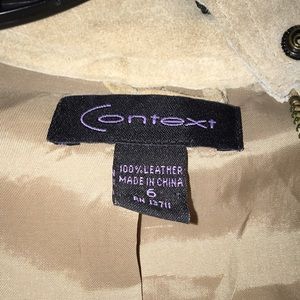 Context
100% LEATHER
MADE IN CHINA
6
RN 13711